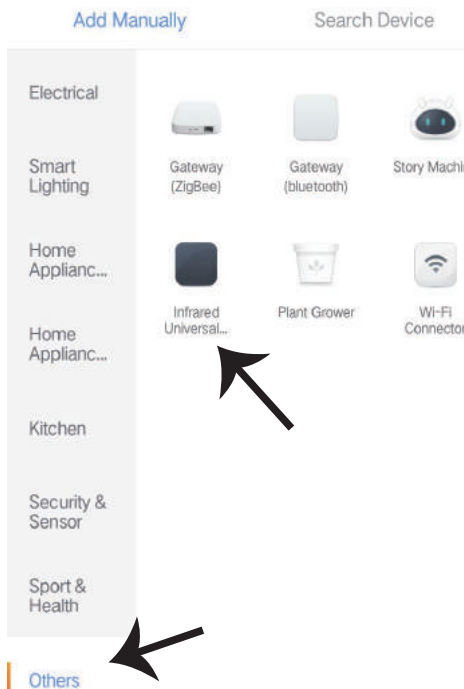 Add Manually
Search Device
Electrical
Smart
Lighting
Home
Applianc...
Home
Applianc...
Kitchen
Security &
Sensor
Sport &
Health
Others
Gateway
(ZigBee)
Gateway
(bluetooth)
Story Machi
Infrared
Universal...
Plant Grower
Wi-Fi
Connector